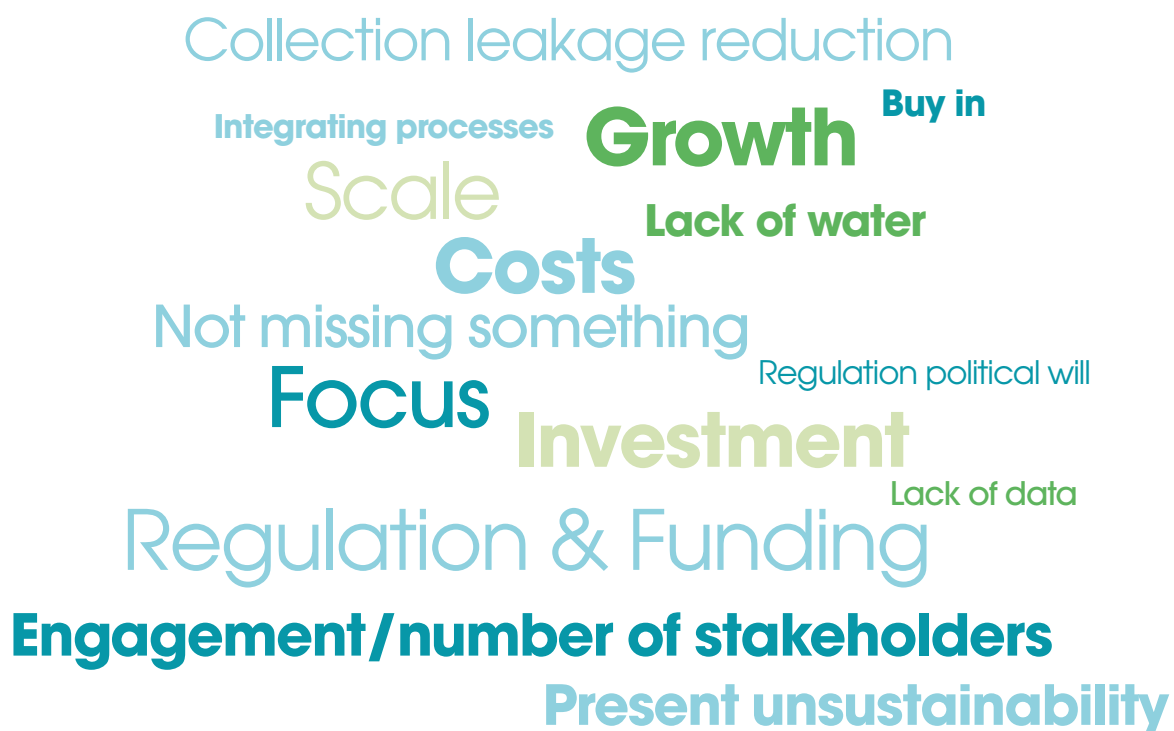 Collection leakage reduction
Buy in
Integrating processes
Growth
Scale
Lack of water
Costs
Not missing something
Regulation political will
Focus
Investment
Lack of data
Regulation & Funding
Engagement/number of stakeholders
Present unsustainability